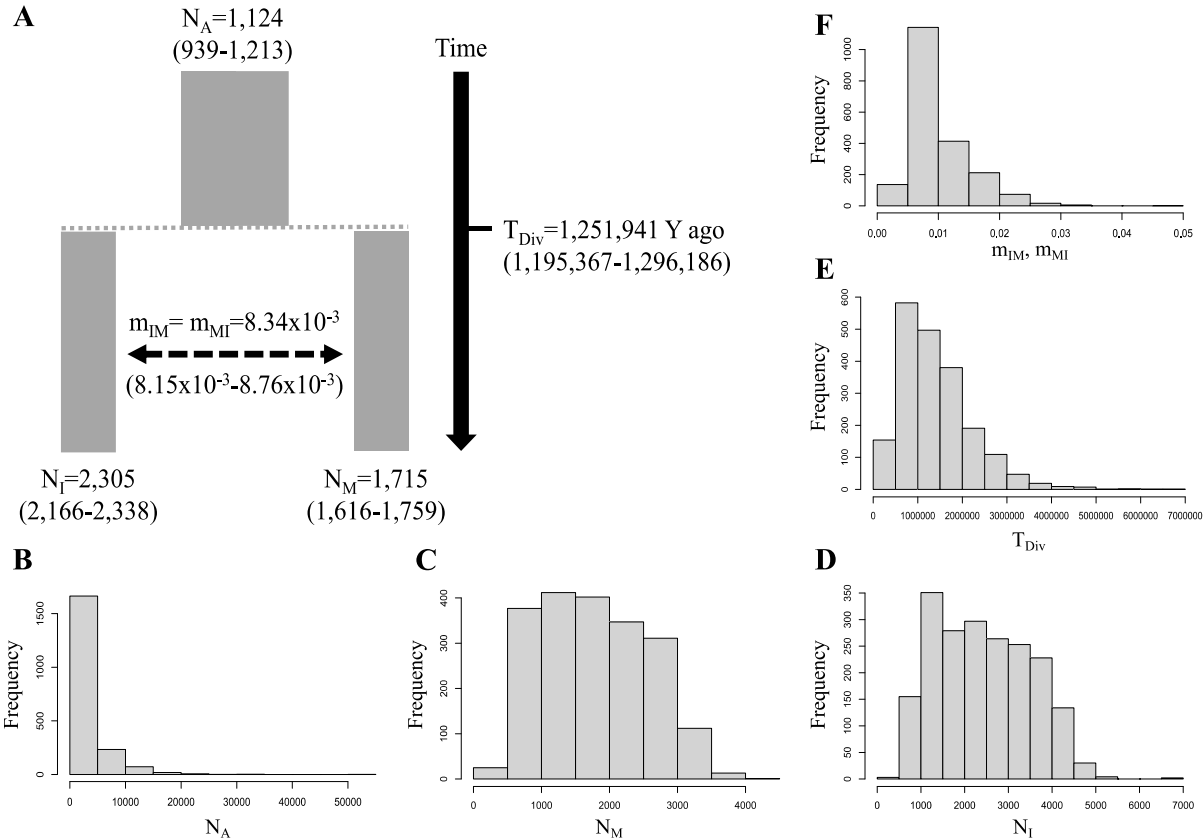 A
N_A=1,124
(939-1,213)
Time
T_Div=1,251,941 Y ago
(1,195,367-1,296,186)
m_IM= m_MI=8.34x10^-3
(8.15x10^-3-8.76x10^-3)
N_I=2,305
(2,166-2,338)
N_M=1,715
(1,616-1,759)
F
Frequency
0 200 400 600 800 1000
0.00 0.01 0.02 0.03 0.04 0.05
m_IM, m_MI
E
Frequency
0 100 200 300 400 500 600
0 1000000 2000000 3000000 4000000 5000000 6000000 7000000
T_Div
B
Frequency
0 500 1000 1500
0 10000 20000 30000 40000 50000
N_A
C
Frequency
0 100 200 300 400
0 1000 2000 3000 4000
N_M
D
Frequency
0 50 100 150 200 250 300 350
0 1000 2000 3000 4000 5000 6000 7000
N_I